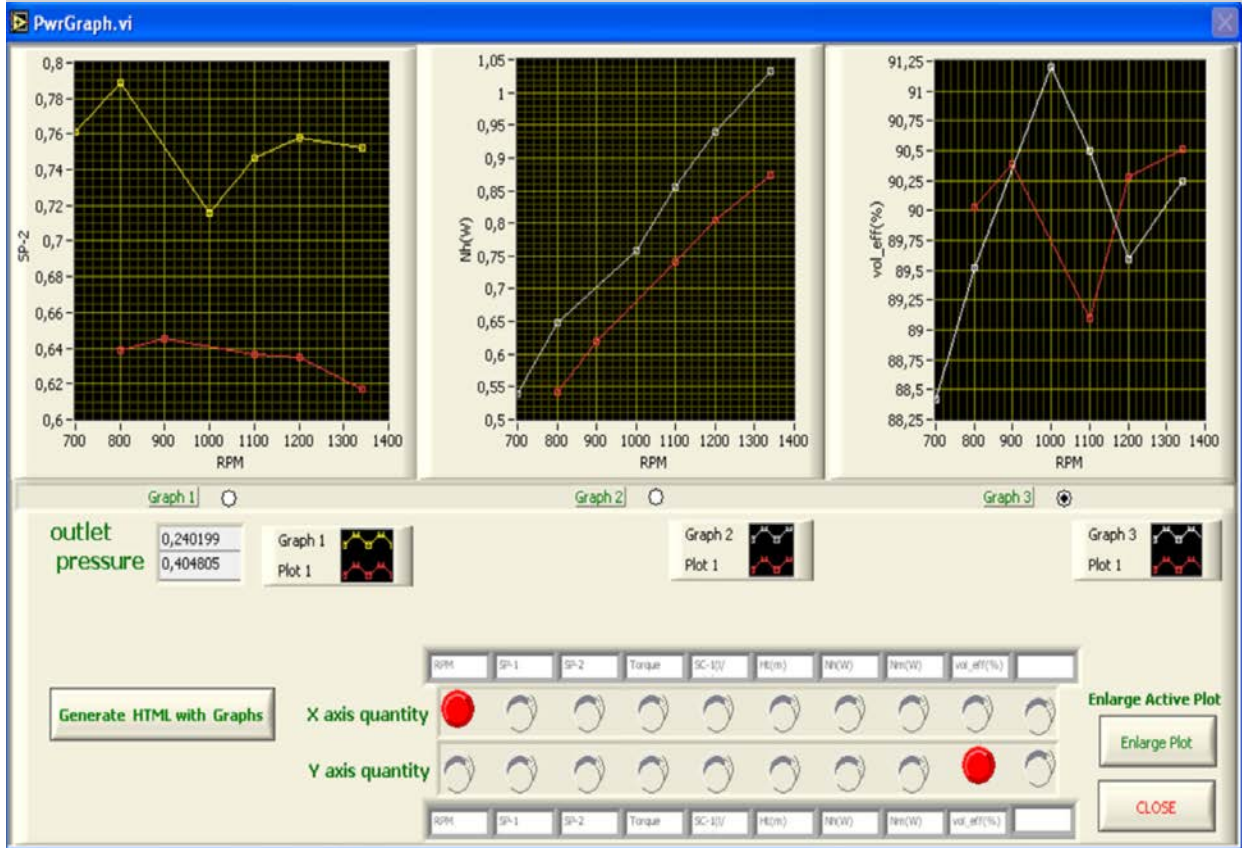 PwrGraph.vi
0,8
0,78
0,76
0,74
0,72
0,7
0,68
0,66
0,64
0,62
0,6
SP-2
700 800 900 1000 1100 1200 1300 1400
RPM
1,05
1
0,95
0,9
0,85
0,8
0,75
0,7
0,65
0,6
0,55
0,5
Nh(W)
700 800 900 1000 1100 1200 1300 1400
RPM
91,25
91
90,75
90,5
90,25
90
89,75
89,5
89,25
89
88,75
88,5
88,25
vol_eff(%)
700 800 900 1000 1100 1200 1300 1400
RPM
Graph 1 Graph 2 Graph 3
outlet
pressure
0,240199
0,404805
Graph 1
Plot 1
Graph 2
Plot 1
Graph 3
Plot 1
RPM SP-1 SP-2 Torque SC-1(l/ Ht(m) Nh(W) Nm(W) vol_eff(%)
Generate HTML with Graphs
X axis quantity
Y axis quantity
RPM SP-1 SP-2 Torque SC-1(l/ Ht(m) Nh(W) Nm(W) vol_eff(%)
Enlarge Active Plot
Enlarge Plot
CLOSE